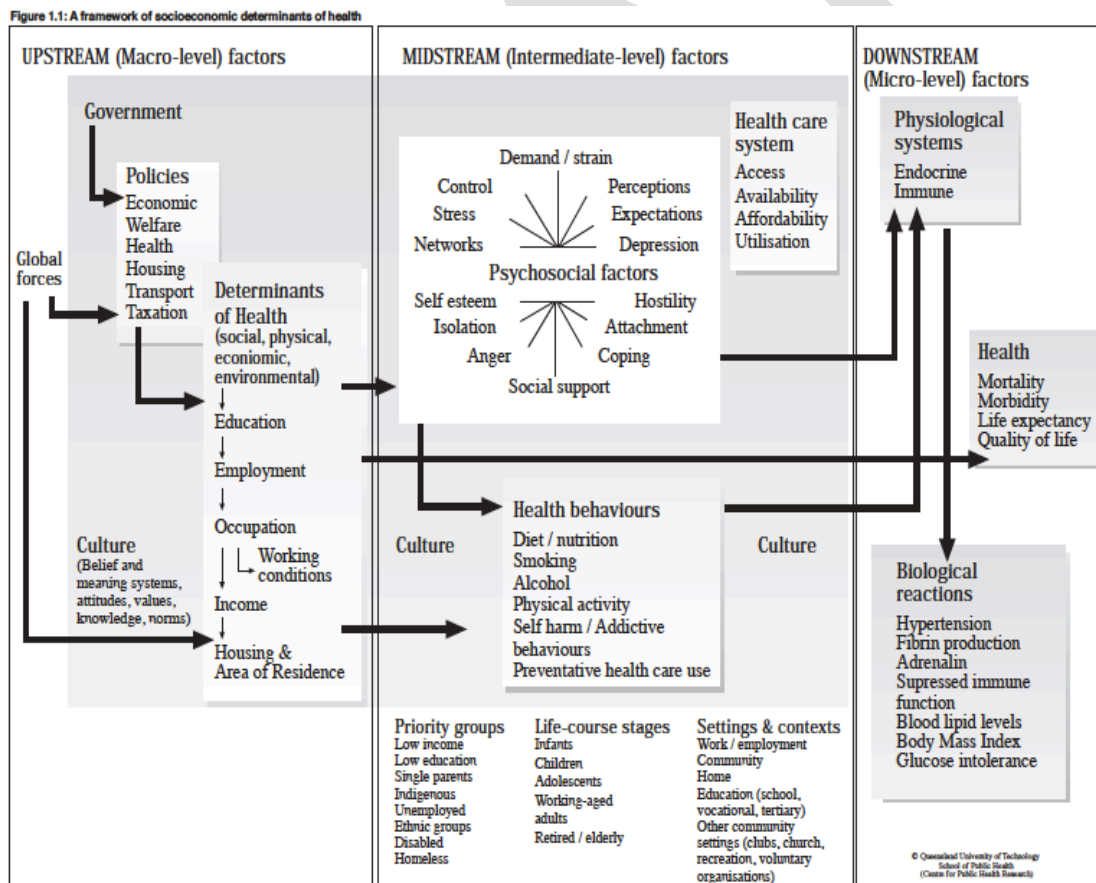 Figure 1.1: A framework of socioeconomic determinants of health
UPSTREAM (Macro-level) factors
Government
Policies
Economic
Welfare
Health
Housing
Transport
Taxation
Global
forces
Determinants
of Health
(social, physical,
econiomic,
environmental)
Education
Employment
Occupation
Working
conditions
Income
Housing &
Area of Residence
Culture
(Belief and
meaning systems,
attitudes, values,
knowledge, norms)
MIDSTREAM (Intermediate-level) factors
Demand / strain
Control
Perceptions
Stress
Expectations
Networks
Depression
Psychosocial factors
Self esteem
Hostility
Isolation
Attachment
Anger
Coping
Social support
Health care
system
Access
Availability
Affordability
Utilisation
Culture
Health behaviours
Diet / nutrition
Smoking
Alcohol
Physical activity
Self harm / Addictive
behaviours
Preventative health care use
Culture
Priority groups
Low income
Low education
Single parents
Indigenous
Unemployed
Ethnic groups
Disabled
Homeless
Life-course stages
Infants
Children
Adolescents
Working-aged
adults
Retired / elderly
Settings & contexts
Work / employment
Community
Home
Education (school,
vocational, tertiary)
Other community
settings (clubs, church,
recreation, voluntary
organisations)
DOWNSTREAM
(Micro-level) factors
Physiological
systems
Endocrine
Immune
Health
Mortality
Morbidity
Life expectancy
Quality of life
Biological
reactions
Hypertension
Fibrin production
Adrenalin
Supressed immune
function
Blood lipid levels
Body Mass Index
Glucose intolerance
© Queensland University of Technology
School of Public Health
(Centre for Public Health Research)